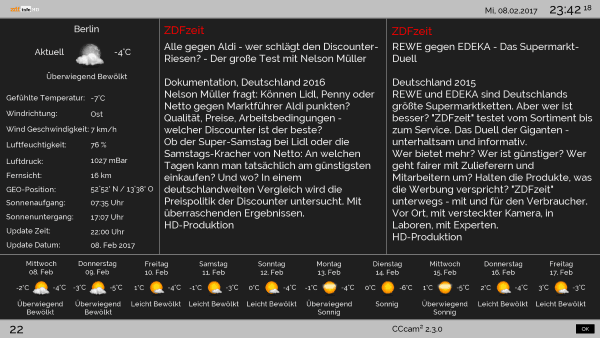 info
Mi, 08.02.2017
23:42 18
Berlin
Aktuell
-4°C
Überwiegend Bewölkt
Gefühlte Temperatur: -7°C
Windrichtung: Ost
Wind Geschwindigkeit: 7 km/h
Luftfeuchtigkeit: 76 %
Luftdruck: 1027 mBar
Fernsicht: 16 km
GEO-Position: 52°52' N / 13°38' O
Sonnenaufgang: 07:35 Uhr
Sonnenuntergang: 17:07 Uhr
Update Zeit: 22:00 Uhr
Update Datum: 08. Feb 2017
ZDFzeit
Alle gegen Aldi - wer schlägt den Discounter-
Riesen? - Der große Test mit Nelson Müller
Dokumentation, Deutschland 2016
Nelson Müller fragt: Können Lidl, Penny oder
Netto gegen Marktführer Aldi punkten?
Qualität, Preise, Arbeitsbedingungen -
welcher Discounter ist der beste?
Ob der Super-Samstag bei Lidl oder die
Samstags-Kracher von Netto: An welchen
Tagen kann man tatsächlich am günstigsten
einkaufen? Und wo? In einem
deutschlandweiten Vergleich wird die
Preispolitik der Discounter untersucht. Mit
überraschenden Ergebnissen.
HD-Produktion
ZDFzeit
REWE gegen EDEKA - Das Supermarkt-
Duell
Deutschland 2015
REWE und EDEKA sind Deutschlands
größte Supermarktketten. Aber wer ist
besser? "ZDFzeit" testet vom Sortiment bis
zum Service. Das Duell der Giganten -
unterhaltsam und informativ.
Wer bietet mehr? Wer ist günstiger? Wer
geht fairer mit Zulieferern und
Mitarbeitern um? Halten die Produkte, was
die Werbung verspricht? "ZDFzeit"
unterwegs - mit und für den Verbraucher.
Vor Ort, mit versteckter Kamera, in
Laboren, mit Experten.
HD-Produktion
Mittwoch
08. Feb
-2°C -4°C
Überwiegend
Bewölkt
Donnerstag
09. Feb
-3°C -5°C
Überwiegend
Bewölkt
Freitag
10. Feb
1°C -4°C
Leicht Bewölkt
Samstag
11. Feb
-1°C -3°C
Leicht Bewölkt
Sonntag
12. Feb
0°C -4°C
Leicht Bewölkt
Montag
13. Feb
-1°C -4°C
Überwiegend
Sonnig
Dienstag
14. Feb
0°C -6°C
Sonnig
Mittwoch
15. Feb
1°C -5°C
Überwiegend
Sonnig
Donnerstag
16. Feb
2°C -4°C
Leicht Bewölkt
Freitag
17. Feb
3°C -3°C
Leicht Bewölkt
22
CCcam² 2.3.0
OK